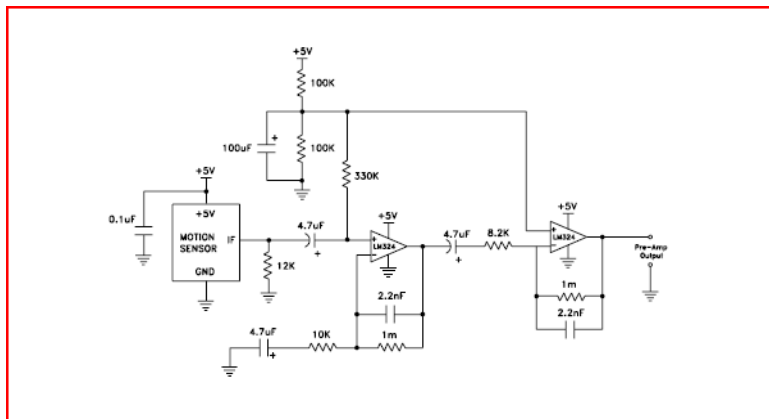 +5V
100K
100uF
+
100K
330K
+5V
0.1uF
+5V
MOTION
SENSOR
IF
GND
12K
4.7uF
+
+5V
+
LM324
−
4.7uF
+
8.2K
+5V
+
LM324
−
Pre-Amp
Output
2.2nF
1m
1m
2.2nF
4.7uF
+
10K